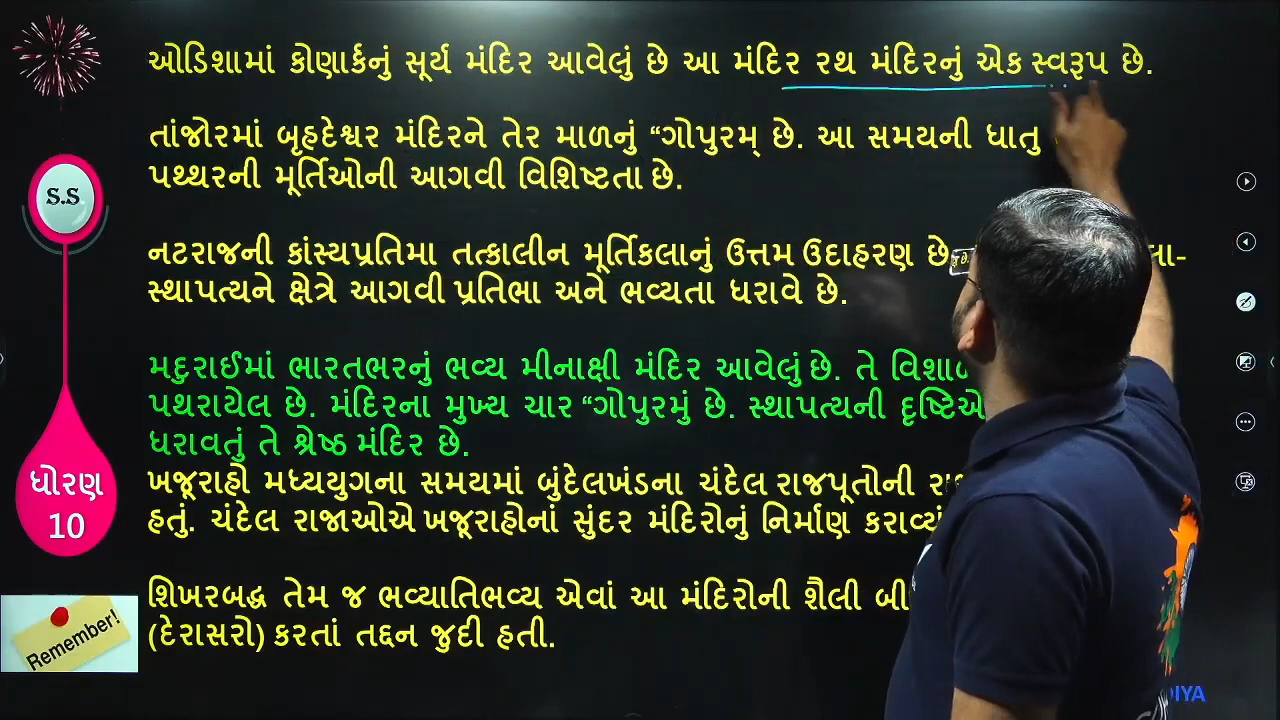 ઓડિશામાં કોણાર્કનું સૂર્ય મંદિર આવેલું છે આ મંદિર રથ મંદિરનું એક સ્વરૂપ છે.
તાંજોરમાં બૃહદેશ્વર મંદિરને તેર માળનું “ગોપુરમ્ છે. આ સમયની ધાતુ
પથ્થરની મૂર્તિઓની આગવી વિશિષ્ટતા છે.
S.S.
નટરાજની કાંસ્યપ્રતિમા તત્કાલીન મૂર્તિકલાનું ઉત્તમ ઉદાહરણ છે
સ્થાપત્યને ક્ષેત્રે આગવી પ્રતિભા અને ભવ્યતા ધરાવે છે.
મદુરાઈમાં ભારતભરનું ભવ્ય મીનાક્ષી મંદિર આવેલું છે. તે
પથરાયેલ છે. મંદિરના મુખ્ય ચાર “ગોપુરમું છે. સ્થાપત્યની દૃષ્ટિએ
ધરાવતું તે શ્રેષ્ઠ મંદિર છે.
ખજૂરાહો મધ્યયુગના સમયમાં બુંદેલખંડના ચંદેલ રાજપૂતોની
હતું. ચંદેલ રાજાઓએ ખજૂરાહોનાં સુંદર મંદિરોનું નિર્માણ કરાવ્યું
ધોરણ
10
શિખરબદ્ધ તેમ જ ભવ્યાતિભવ્ય એવાં આ મંદિરોની શૈલી
(દેરાસરો) કરતાં તદ્દન જુદી હતી.
Remember!